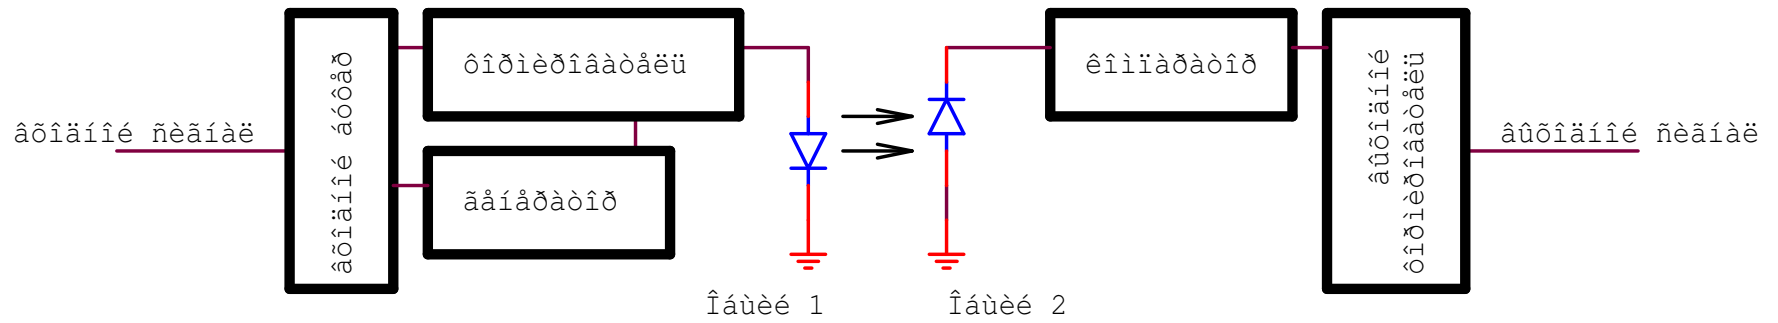 âõîäíîé ñèãíàë
âõîäíîé áóôåð
ôîðìèðîâàòåëü
ãåíåðàòîð
Îáùèé 1
Îáùèé 2
êîìïàðàòîð
âûõîäíîé
ôîðìèðîâàòåëü
âûõîäíîé ñèãíàë